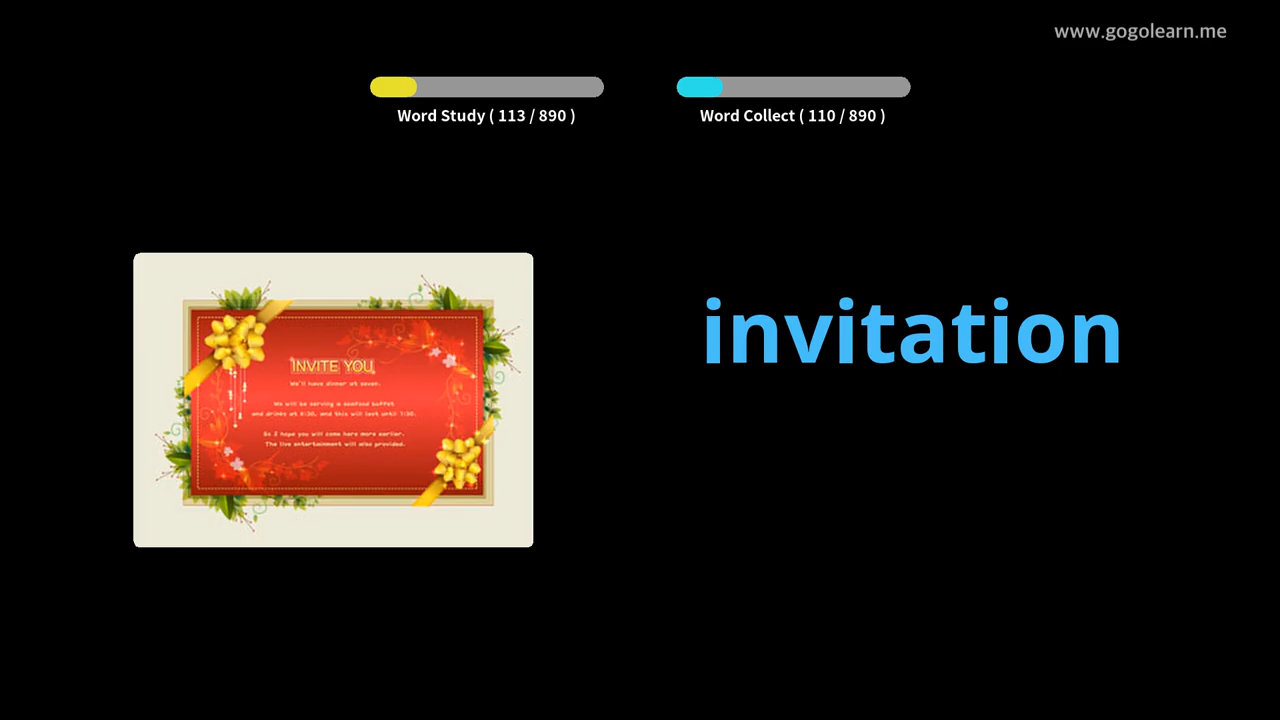 www.gogolearn.me
Word Study ( 113 / 890 )
Word Collect ( 110 / 890 )
invitation
INVITE YOU
We'll have dinner at seven.
We will be serving a seafood buffet
and drinks at 6:30, and this will last until 7:30.
So I hope you will come here more earlier.
The live entertainment will also provided.